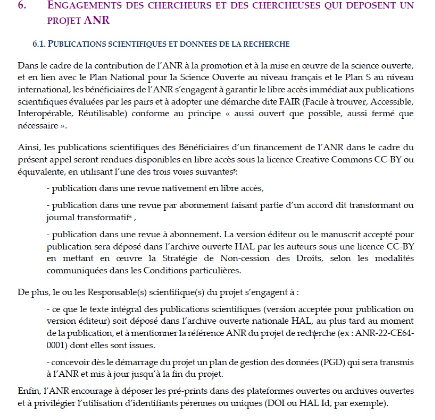 6. ENGAGEMENTS DES CHERCHEURS ET DES CHERCHEUSES QUI DEPOSENT UN
PROJET ANR
6.1. PUBLICATIONS SCIENTIFIQUES ET DONNEES DE LA RECHERCHE
Dans le cadre de la contribution de l'ANR à la promotion et à la mise en œuvre de la science ouverte,
et en lien avec le Plan National pour la Science Ouverte au niveau français et le Plan S au niveau
international, les bénéficiaires de l'ANR s'engagent à garantir le libre accès immédiat aux publications
scientifiques évaluées par les pairs et à adopter une démarche dite FAIR (Facile à trouver, Accessible,
Interopérable, Réutilisable) conforme au principe « aussi ouvert que possible, aussi fermé que
nécessaire ».
Ainsi, les publications scientifiques des Bénéficiaires d'un financement de l'ANR dans le cadre du
présent appel seront rendues disponibles en libre accès sous la licence Creative Commons CC-BY ou
équivalente, en utilisant l'une des trois voies suivantes :
- publication dans une revue nativement en libre accès,
- publication dans une revue par abonnement faisant partie d'un accord dit transformant ou
journal transformatif ,
- publication dans une revue à abonnement. La version éditeur ou le manuscrit accepté pour
publication sera déposé dans l'archive ouverte HAL par les auteurs sous une licence CC-BY
en mettant en œuvre la Stratégie de Non-cession des Droits, selon les modalités
communiquées dans les Conditions particulières.
De plus, le ou les Responsable(s) scientifique(s) du projet s'engagent à :
- ce que le texte intégral des publications scientifiques (version acceptée pour publication ou
version éditeur) soit déposé dans l'archive ouverte nationale HAL, au plus tard au moment
de la publication, et à mentionner la référence ANR du projet de recherche (ex : ANR-22-CE64-
0001) dont elles sont issues.
- concevoir dès le démarrage du projet un plan de gestion des données (PGD) qui sera transmis
à l'ANR et mis à jour jusqu'à la fin du projet.
Enfin, l'ANR encourage à déposer les pré-prints dans des plateformes ouvertes ou archives ouvertes
et à privilégier l'utilisation d'identifiants pérennes ou uniques (DOI ou HAL Id, par exemple).